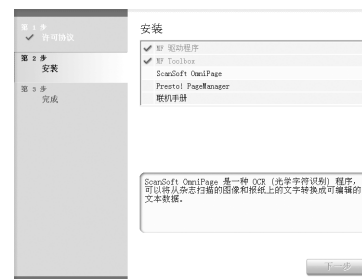 第 1 步
许可协议
第 2 步
安装
第 3 步
完成
安装
MF 驱动程序
MF Toolbox
ScanSoft OmniPage
Presto! PageManager
联机手册
ScanSoft OmniPage 是一种 OCR (光学字符识别) 程序,
可以将从杂志扫描的图像和报纸上的文字转换成可编辑的
文本数据。
下一步